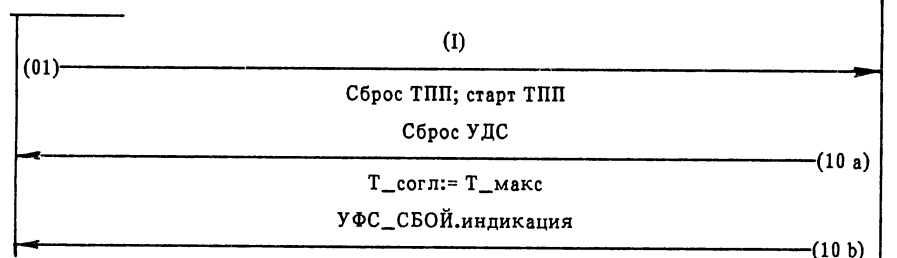 (I)
(01)
Сброс ТПП; старт ТПП
Сброс УДС
(10 a)
Т_согл:= Т_макс
УФС_СБОЙ.индикация
(10 b)